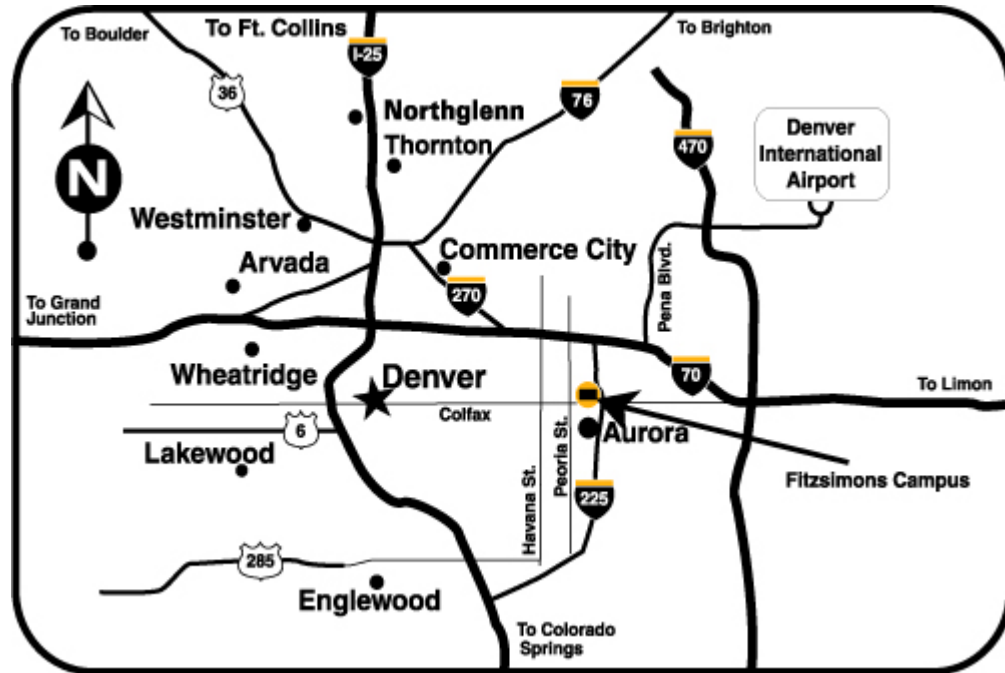 To Boulder
To Ft. Collins
To Brighton
I-25
36
76
Northglenn
Thornton
470
Denver
International
Airport
N
Westminster
Commerce City
Arvada
Pena Blvd.
270
To Grand
Junction
Wheatridge
Denver
70
To Limon
Colfax
6
Aurora
Lakewood
Havana St.
Peoria St.
Fitzsimons Campus
225
285
Englewood
To Colorado
Springs